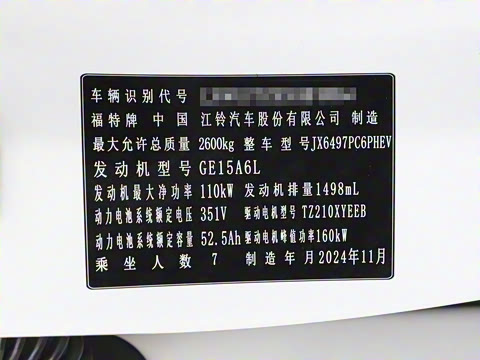 车辆识别代号
福特牌 中国 江铃汽车股份有限公司 制造
最大允许总质量 2600kg 整车型号JX6497PC6PHEV
发动机型号 GE15A6L
发动机最大净功率 110kW 发动机排量1498mL
动力电池系统额定电压 351V 驱动电机型号 TZ210XYEEB
动力电池系统额定容量 52.5Ah 驱动电机峰值功率160kW
乘坐人数 7 制造年月2024年11月